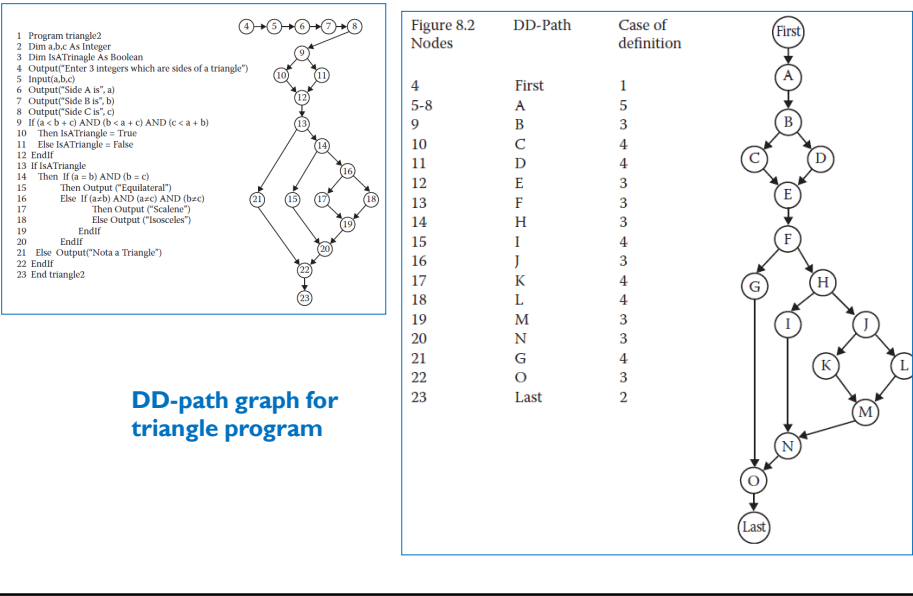 1 Program triangle2
2 Dim a,b,c As Integer
3 Dim IsATrinagle As Boolean
4 Output("Enter 3 integers which are sides of a triangle")
5 Input(a,b,c)
6 Output("Side A is", a)
7 Output("Side B is", b)
8 Output("Side C is", c)
9 If (a < b + c) AND (b < a + c) AND (c < a + b)
10 Then IsATriangle = True
11 Else IsATriangle = False
12 EndIf
13 If IsATriangle
14 Then If (a = b) AND (b = c)
15 Then Output ("Equilateral")
16 Else If (a≠b) AND (a≠c) AND (b≠c)
17 Then Output ("Scalene")
18 Else Output ("Isosceles")
19 EndIf
20 EndIf
21 Else Output("Nota a Triangle")
22 EndIf
23 End triangle2
4 5 6 7 8
9
10 11
12
13
14
16
21 15 17 18
19
20
22
23
DD-path graph for
triangle program
Figure 8.2 DD-Path Case of
Nodes definition
4 First 1
5-8 A 5
9 B 3
10 C 4
11 D 4
12 E 3
13 F 3
14 H 3
15 I 4
16 J 3
17 K 4
18 L 4
19 M 3
20 N 3
21 G 4
22 O 3
23 Last 2
First
A
B
C D
E
F
G H
I J
K L
M
N
O
Last